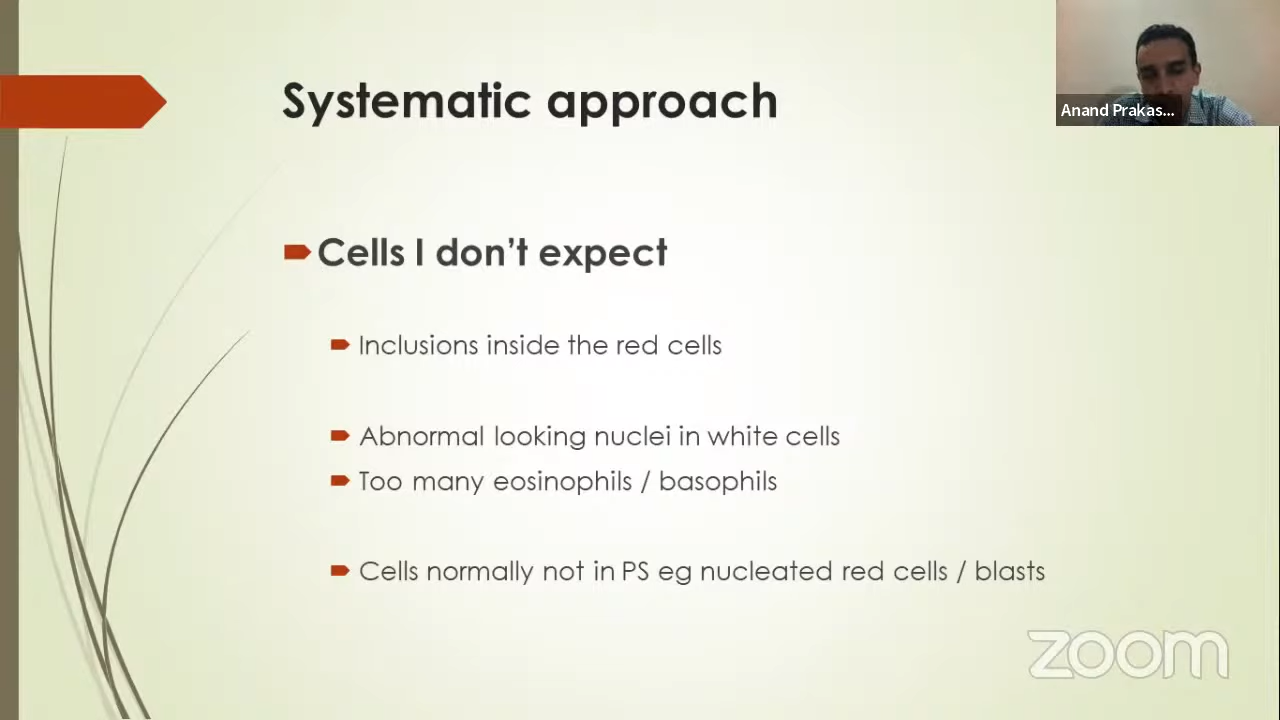 Systematic approach
Anand Prakas...
Cells I don't expect
Inclusions inside the red cells
Abnormal looking nuclei in white cells
Too many eosinophils / basophils
Cells normally not in PS eg nucleated red cells / blasts
zoom